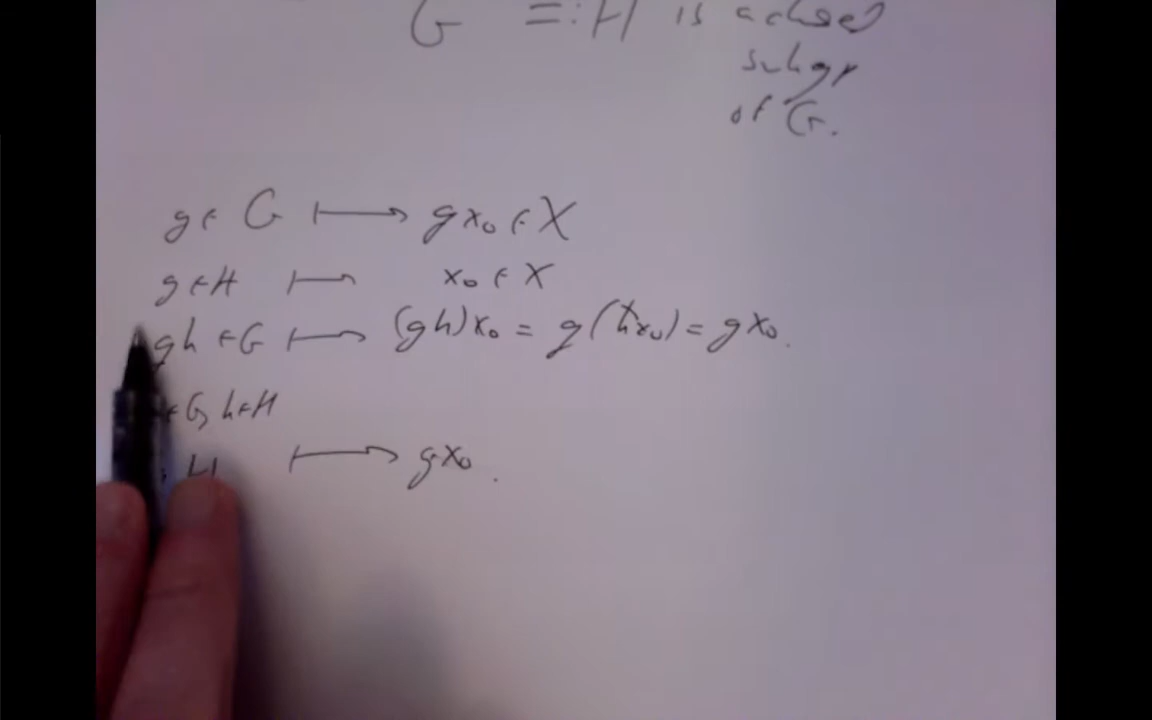 G =: H is a closed
subgr
of G.
g ∈ G ⟼ gx₀ ∈ X
g ∈ H ⟼ x₀ ∈ X
gh ∈ G ⟼ (gh)x₀ = g(hx₀) = gx₀.
∈ G, h ∈ H
H ⟼ gx₀.